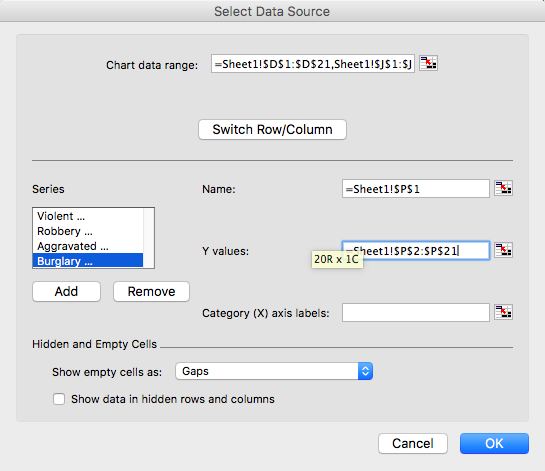 Select Data Source
Chart data range: =Sheet1!$D$1:$D$21,Sheet1!$J$1:$J
Switch Row/Column
Series
Name: =Sheet1!$P$1
Violent ...
Robbery ...
Aggravated ...
Burglary ...
Y values: =Sheet1!$P$2:$P$21
20R x 1C
Add Remove
Category (X) axis labels:
Hidden and Empty Cells
Show empty cells as: Gaps
Show data in hidden rows and columns
Cancel OK